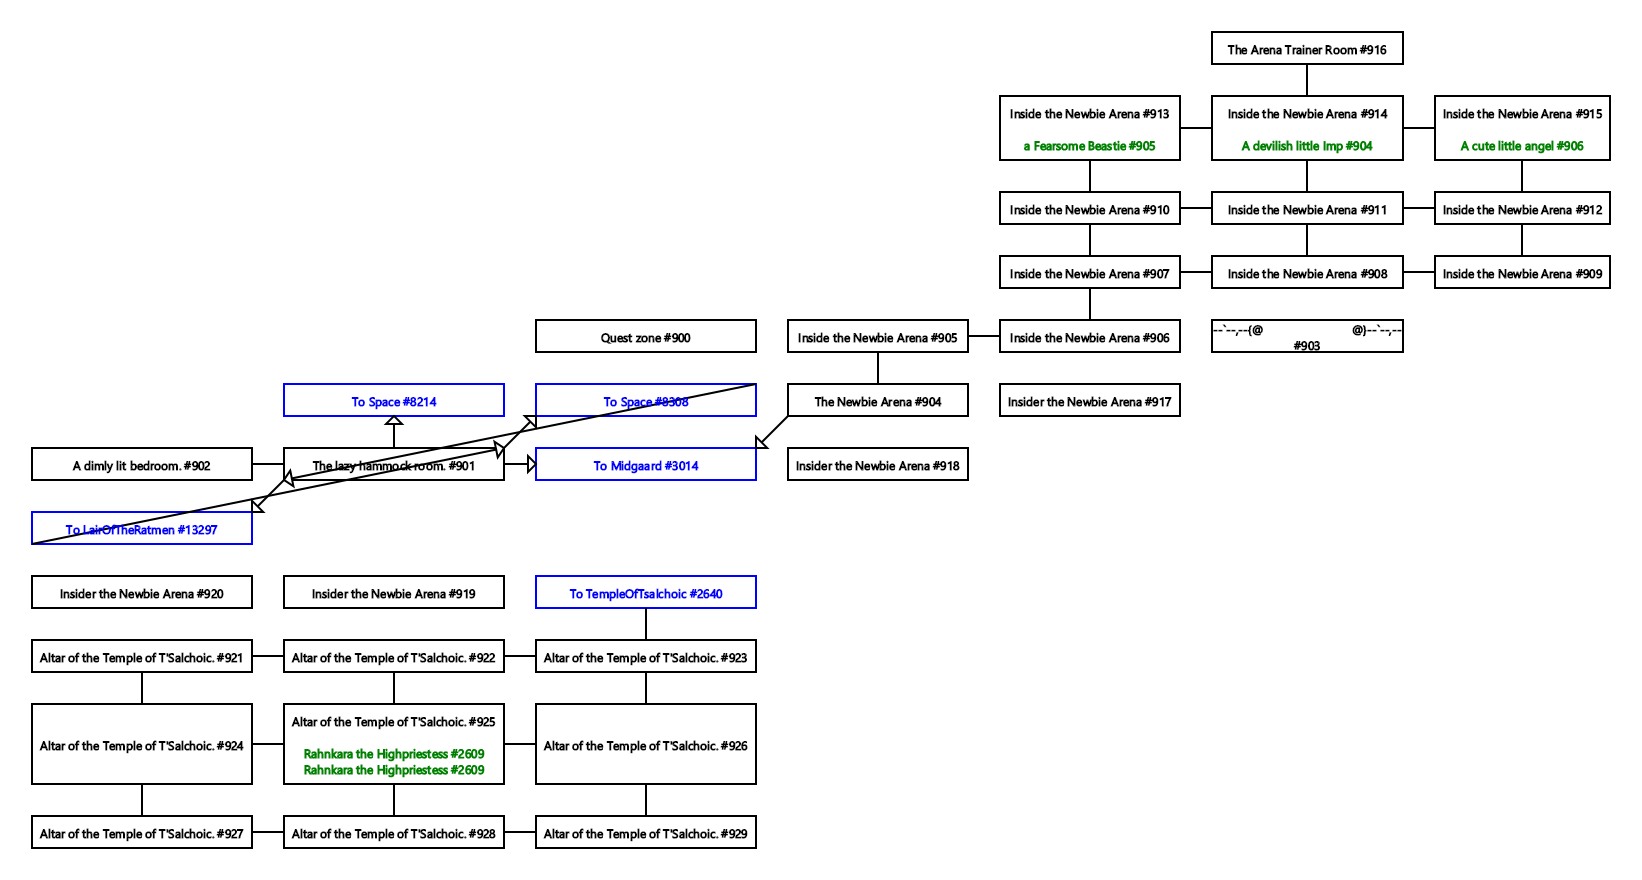 The Arena Trainer Room #916
Inside the Newbie Arena #913
Inside the Newbie Arena #914
Inside the Newbie Arena #915
a Fearsome Beastie #905
A devilish little Imp #904
A cute little angel #906
Inside the Newbie Arena #910
Inside the Newbie Arena #911
Inside the Newbie Arena #912
Inside the Newbie Arena #907
Inside the Newbie Arena #908
Inside the Newbie Arena #909
Quest zone #900
Inside the Newbie Arena #905
Inside the Newbie Arena #906
--`--,--{@ @}--`--,--
#903
To Space #8214
To Space #8308
The Newbie Arena #904
Insider the Newbie Arena #917
A dimly lit bedroom. #902
The lazy hammock room. #901
To Midgaard #3014
Insider the Newbie Arena #918
To LairOfTheRatmen #13297
Insider the Newbie Arena #920
Insider the Newbie Arena #919
To TempleOfTsalchoic #2640
Altar of the Temple of T'Salchoic. #921
Altar of the Temple of T'Salchoic. #922
Altar of the Temple of T'Salchoic. #923
Altar of the Temple of T'Salchoic. #924
Altar of the Temple of T'Salchoic. #925
Rahnkara the Highpriestess #2609
Rahnkara the Highpriestess #2609
Altar of the Temple of T'Salchoic. #926
Altar of the Temple of T'Salchoic. #927
Altar of the Temple of T'Salchoic. #928
Altar of the Temple of T'Salchoic. #929